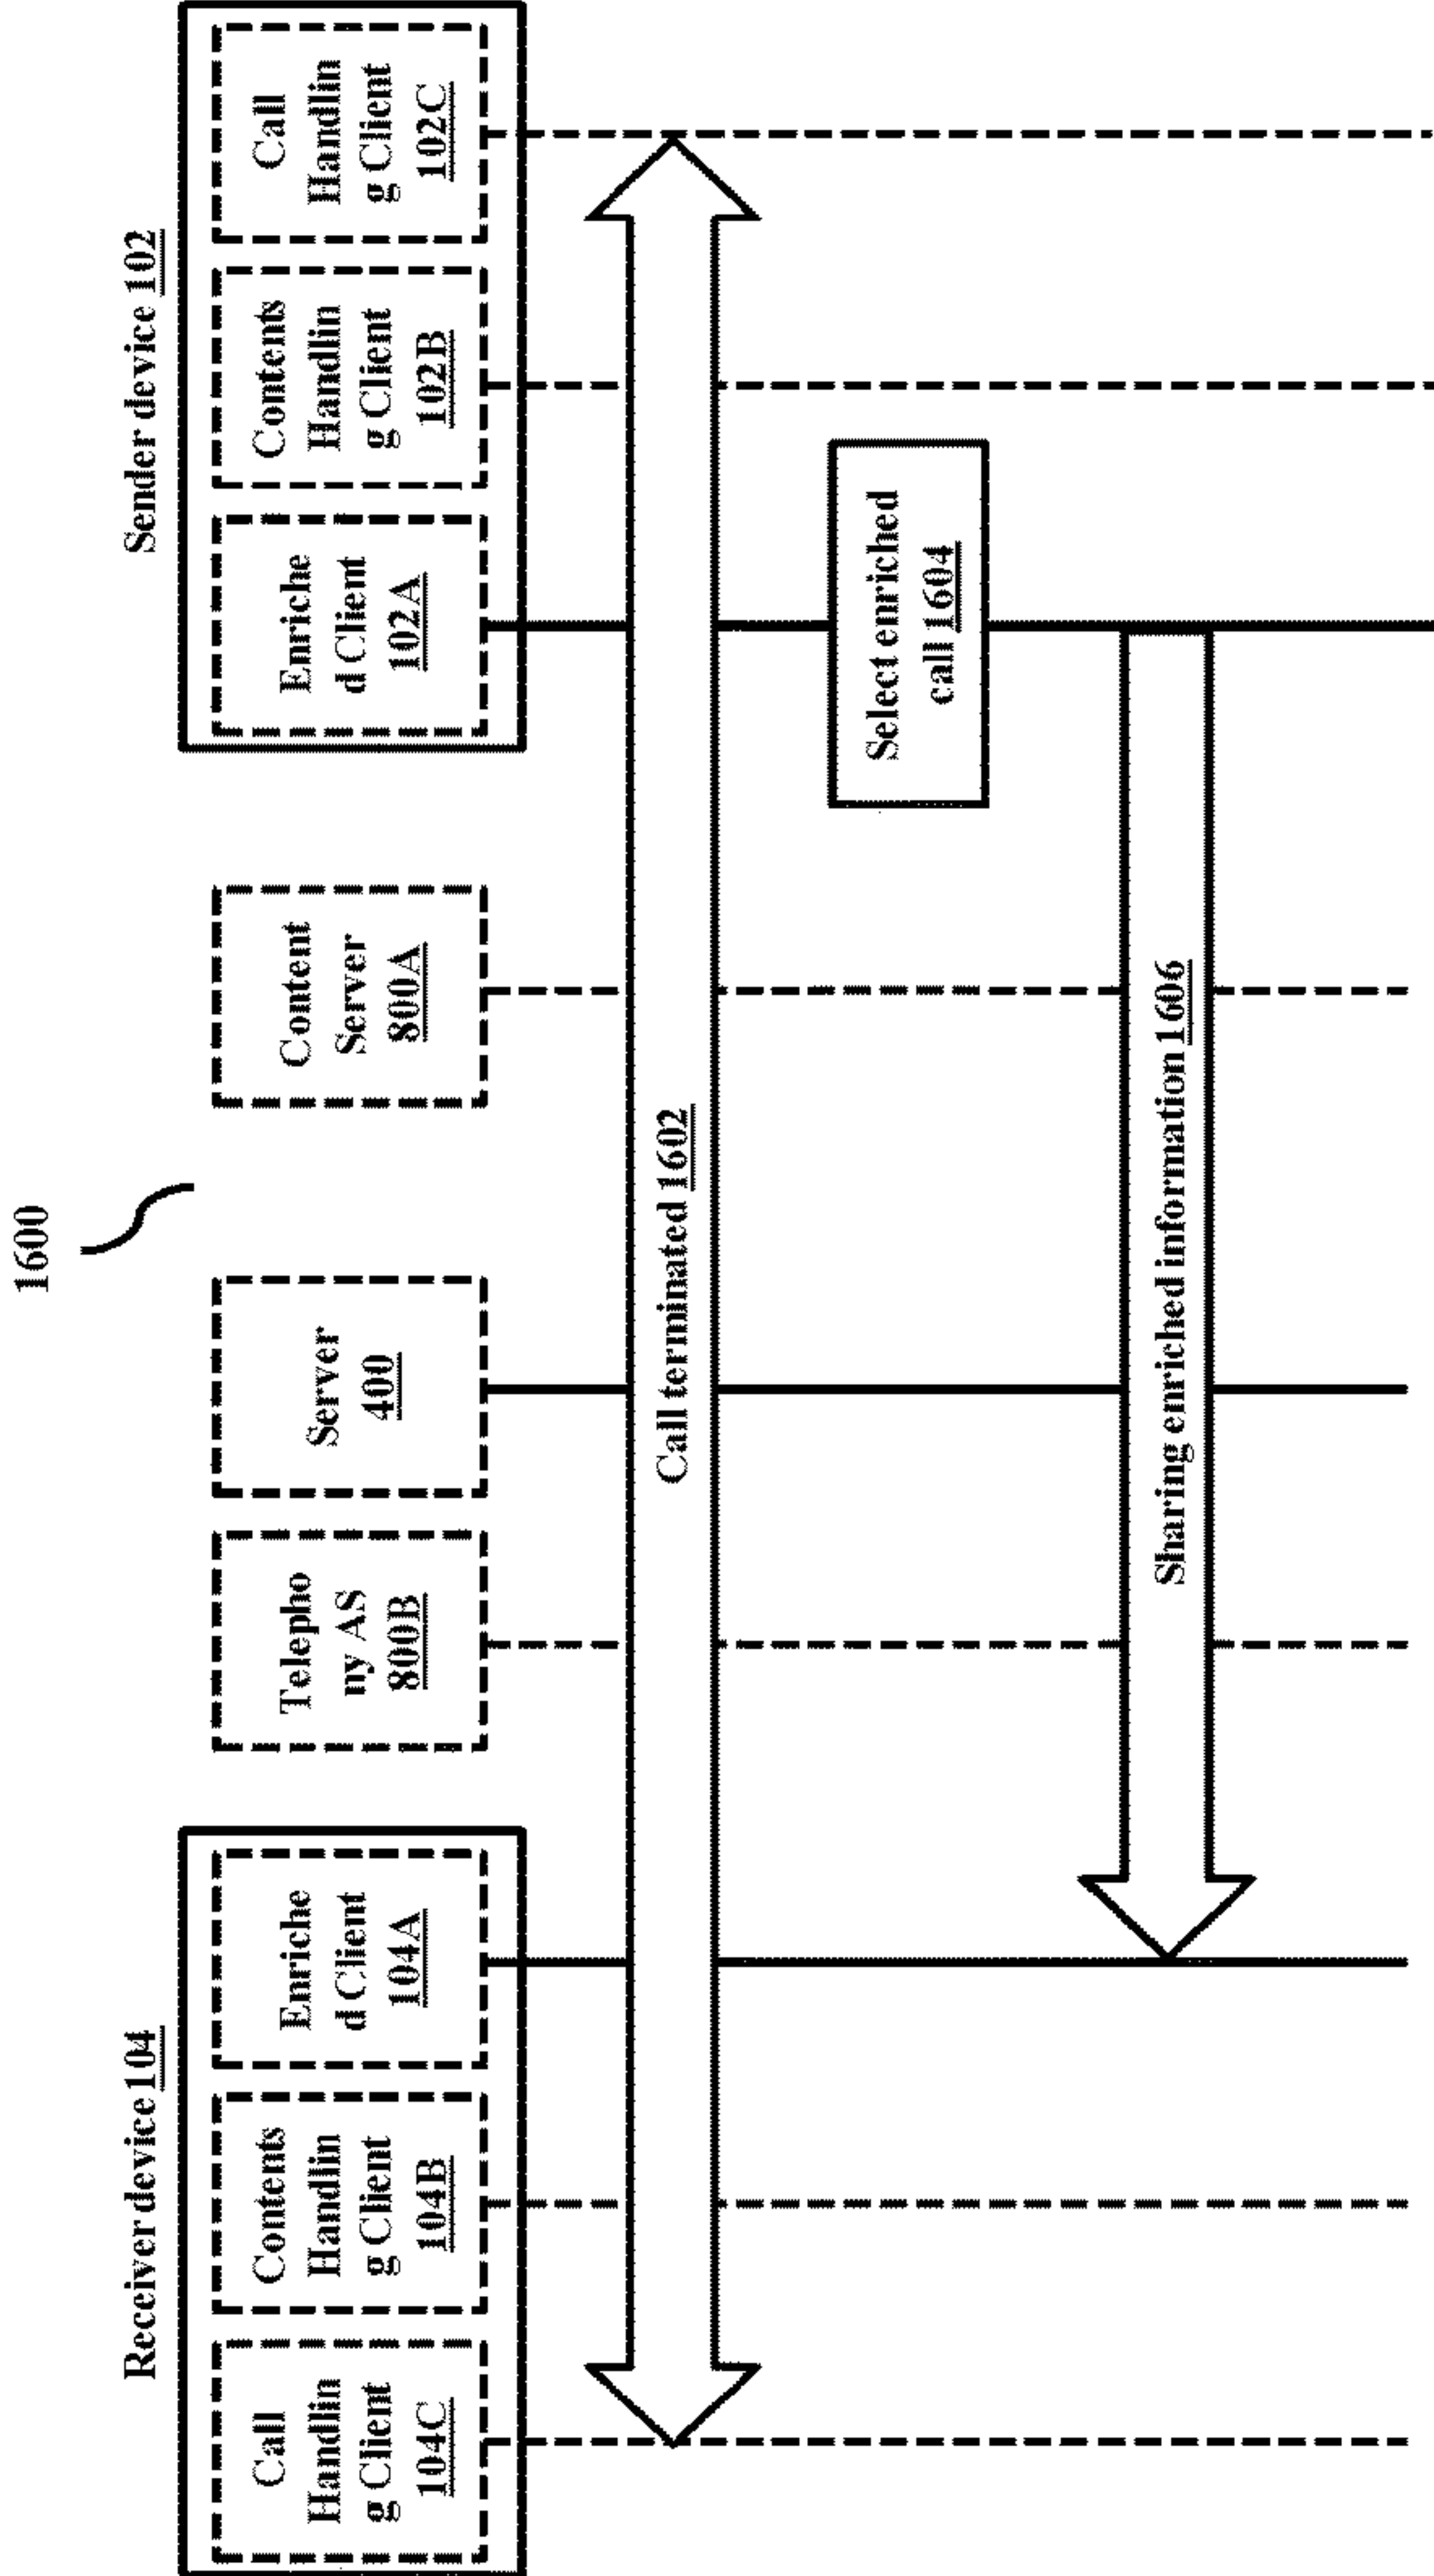 1600
Receiver device 104
Sender device 102
Call
Handlin
g Client
104C
Contents
Handlin
g Client
104B
Enriche
d Client
104A
Telepho
ny AS
800B
Server
400
Content
Server
800A
Enriche
d Client
102A
Contents
Handlin
g Client
102B
Call
Handlin
g Client
102C
Call terminated 1602
Select enriched
call 1604
Sharing enriched information 1606